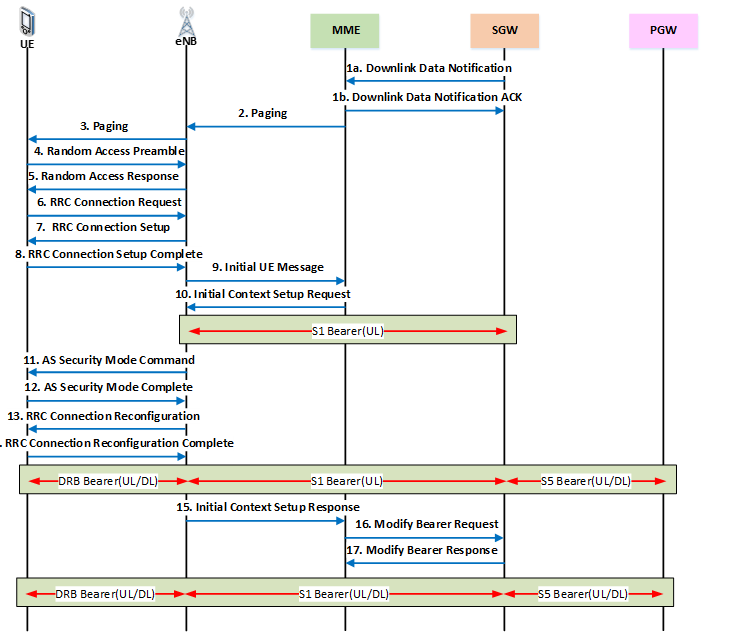 UE
eNB
MME
SGW
PGW
1a. Downlink Data Notification
1b. Downlink Data Notification ACK
2. Paging
3. Paging
4. Random Access Preamble
5. Random Access Response
6. RRC Connection Request
7. RRC Connection Setup
8. RRC Connection Setup Complete
9. Initial UE Message
10. Initial Context Setup Request
S1 Bearer(UL)
11. AS Security Mode Command
12. AS Security Mode Complete
13. RRC Connection Reconfiguration
. RRC Connection Reconfiguration Complete
DRB Bearer(UL/DL)
S1 Bearer(UL)
S5 Bearer(UL/DL)
15. Initial Context Setup Response
16. Modify Bearer Request
17. Modify Bearer Response
DRB Bearer(UL/DL)
S1 Bearer(UL/DL)
S5 Bearer(UL/DL)